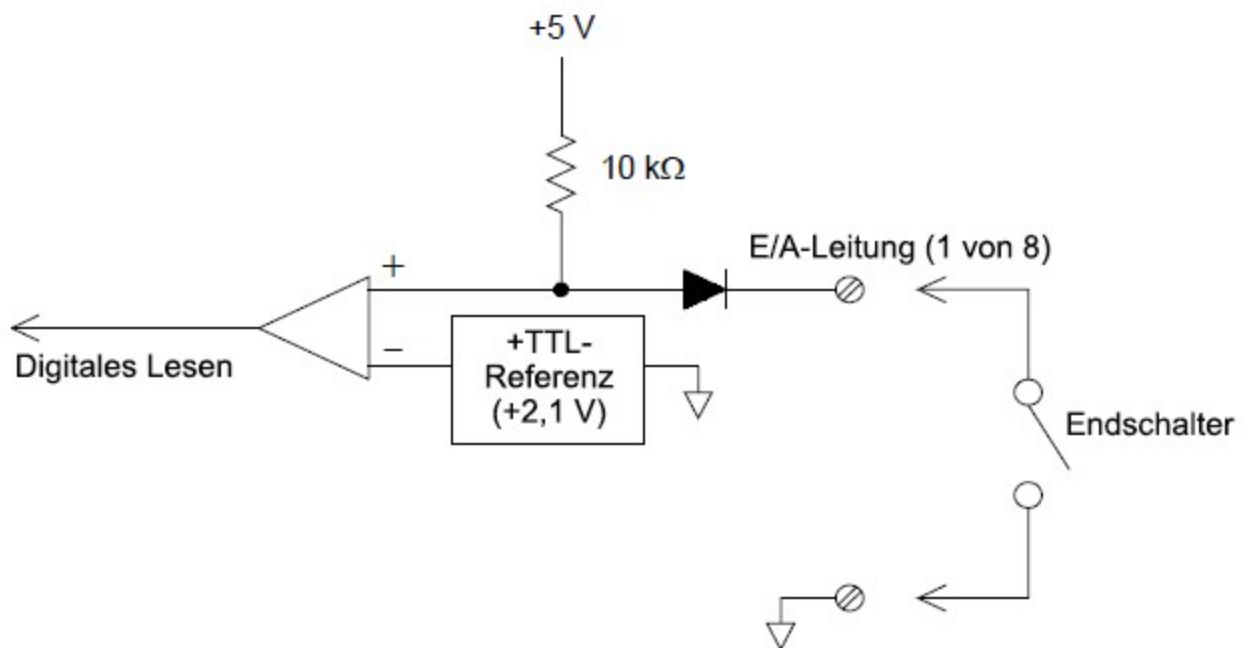 +5 V
10 kΩ
E/A-Leitung (1 von 8)
+
−
+TTL-
Referenz
(+2,1 V)
Digitales Lesen
Endschalter